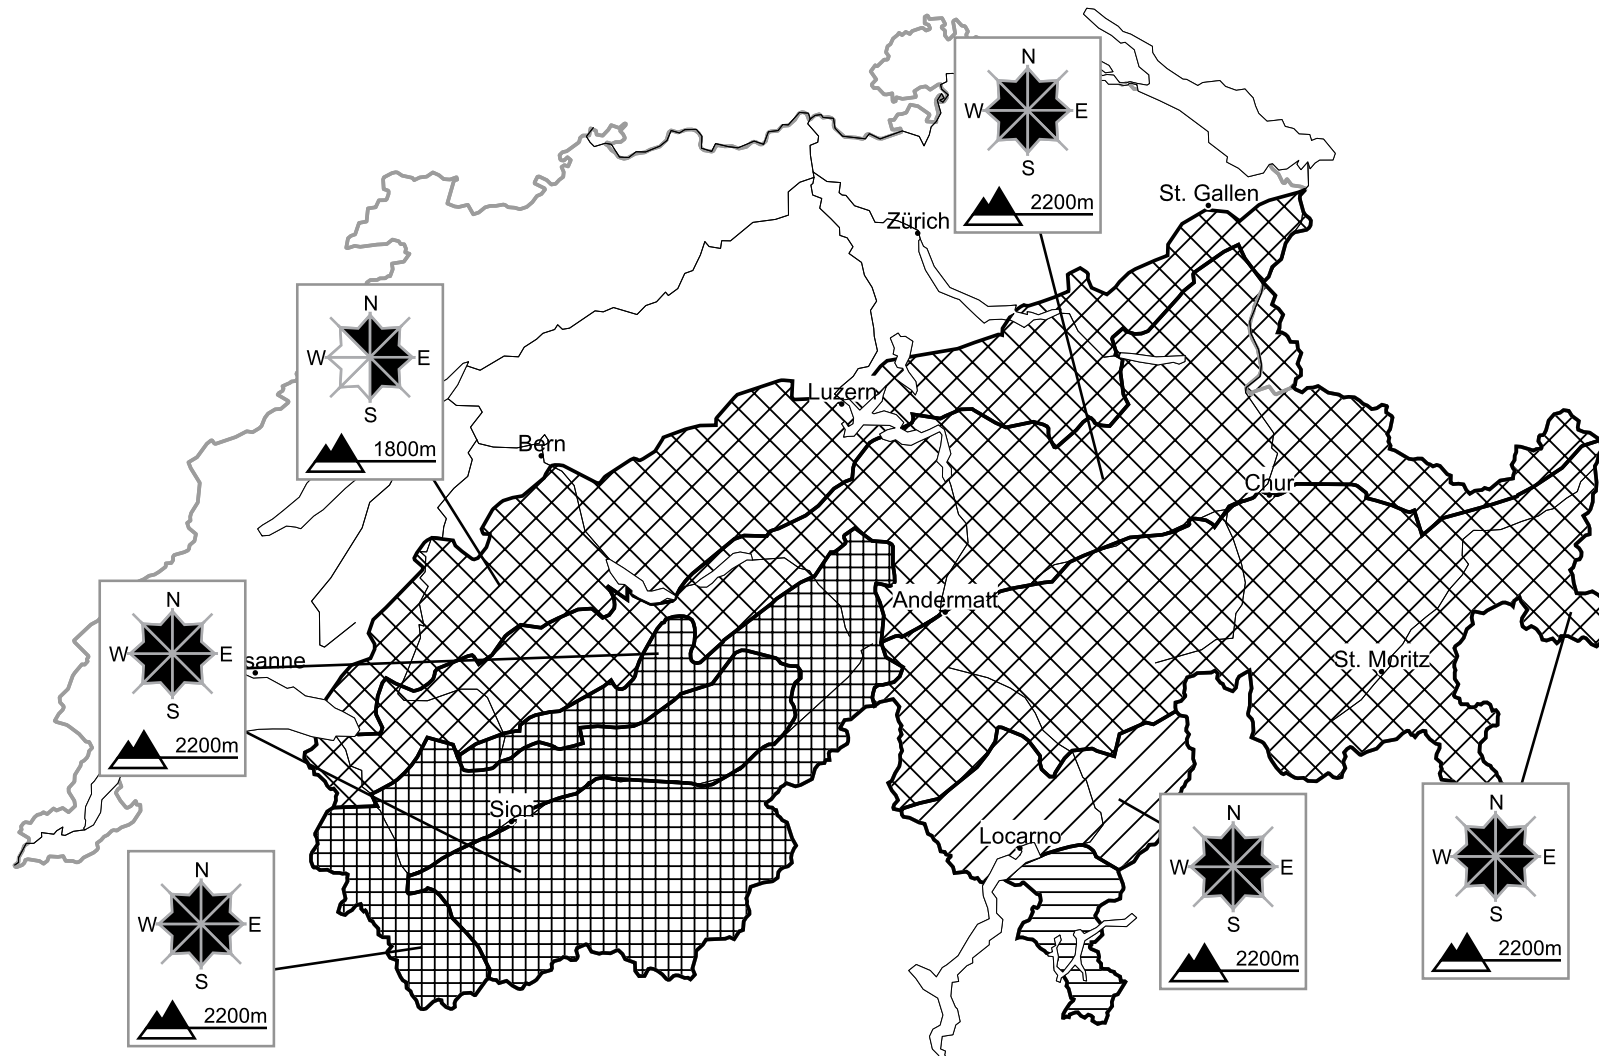 N
W E
S
2200m
St. Gallen
Zürich
N
W E
S
1800m
Luzern
Bern
Chur
N
W E
S
2200m
sanne
Andermatt
St. Moritz
Sion
Locarno
N
W E
S
2200m
N
W E
S
2200m
N
W E
S
2200m